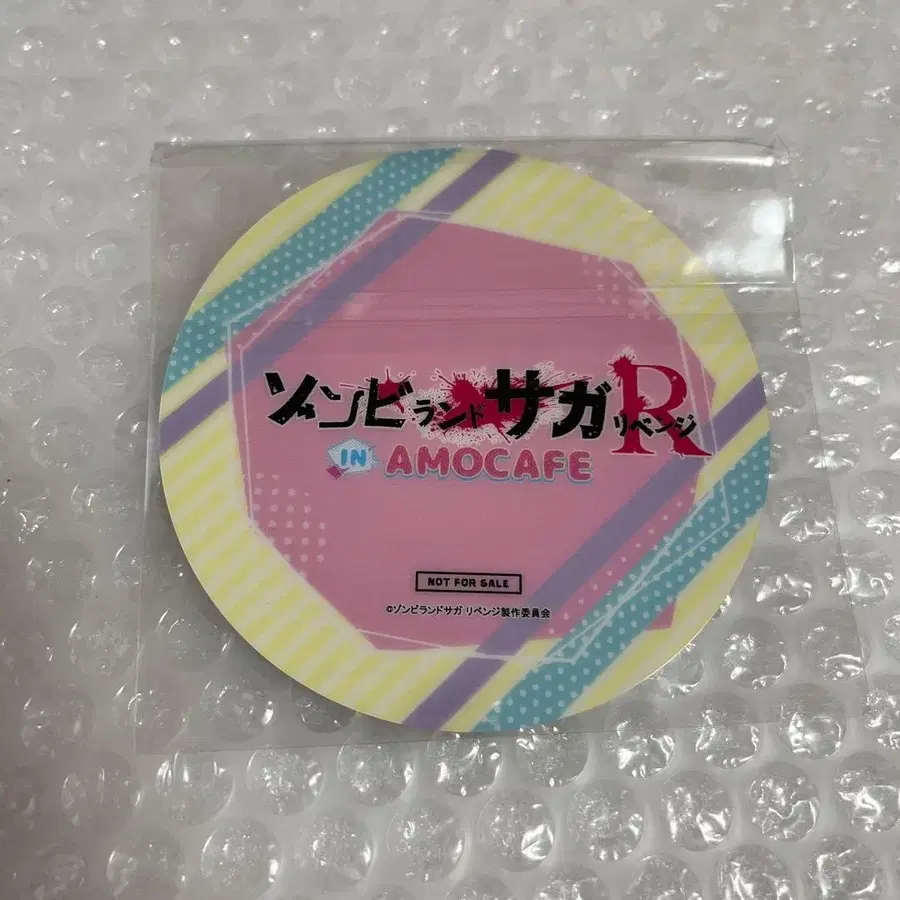 ゾンビランドサガRリベンジ
IN AMOCAFE
NOT FOR SALE
©ゾンビランドサガ リベンジ製作委員会